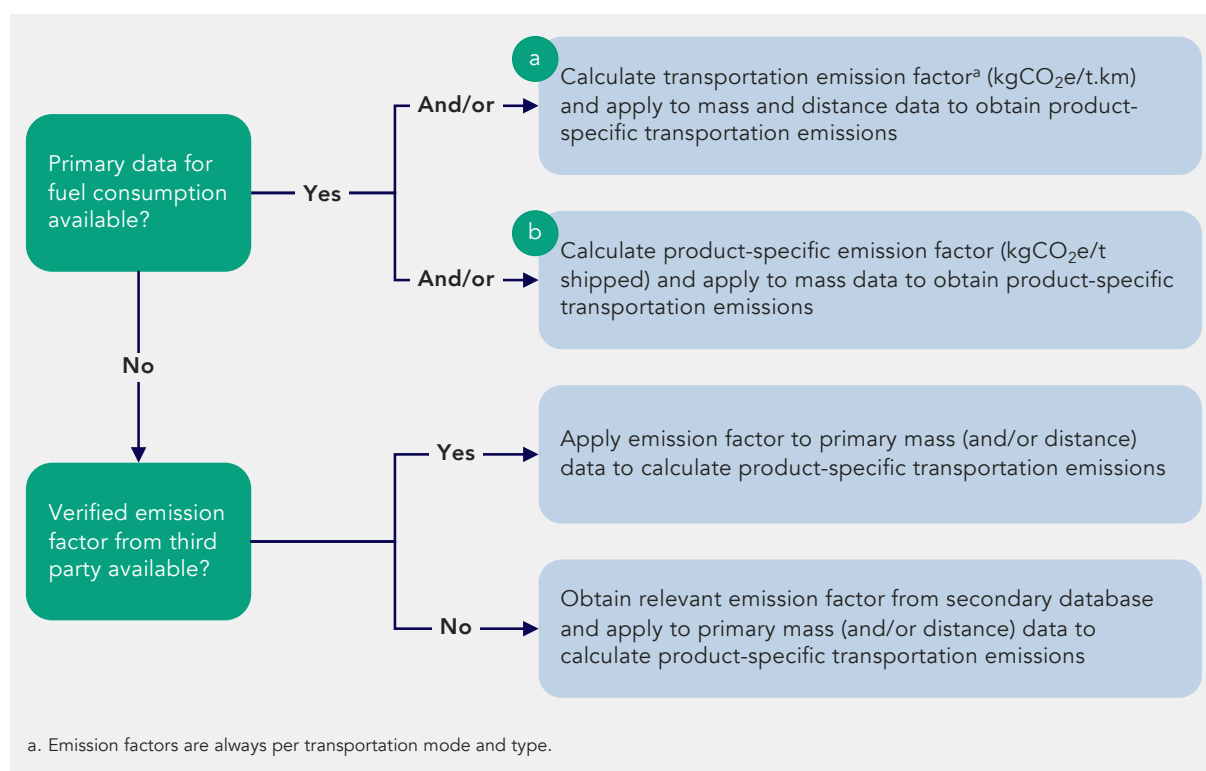 Primary data for
fuel consumption
available?
Yes
And/or
a
Calculate transportation emission factorᵃ (kgCO₂e/t.km)
and apply to mass and distance data to obtain product-
specific transportation emissions
And/or
b
Calculate product-specific emission factor (kgCO₂e/t
shipped) and apply to mass data to obtain product-specific
transportation emissions
No
Verified emission
factor from third
party available?
Yes
Apply emission factor to primary mass (and/or distance)
data to calculate product-specific transportation emissions
No
Obtain relevant emission factor from secondary database
and apply to primary mass (and/or distance) data to
calculate product-specific transportation emissions
a. Emission factors are always per transportation mode and type.